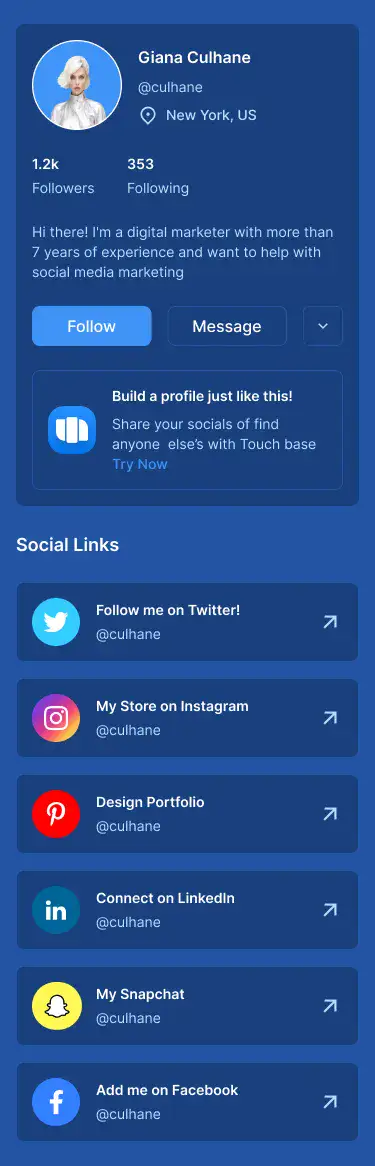 Giana Culhane
@culhane
New York, US
1.2k
353
Followers
Following
Hi there! I'm a digital marketer with more than
7 years of experience and want to help with
social media marketing
Follow
Message
Build a profile just like this!
Share your socials of find
anyone else's with Touch base
Try Now
Social Links
Follow me on Twitter!
@culhane
My Store on Instagram
@culhane
Design Portfolio
@culhane
Connect on LinkedIn
@culhane
My Snapchat
@culhane
Add me on Facebook
@culhane